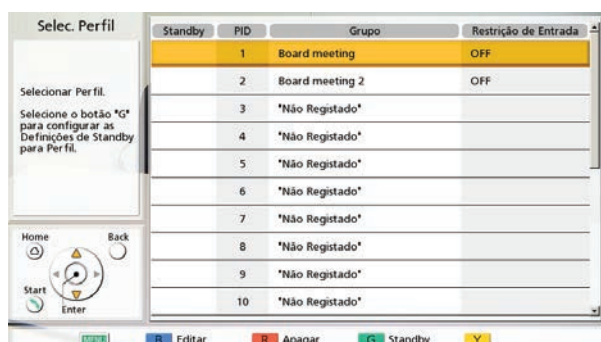 Selec. Perfil
Selecionar Perfil.
Selecione o botão "G"
para configurar as
Definições de Standby
para Perfil.
Home Back
Start
Enter
Standby PID Grupo Restrição de Entrada
1 Board meeting OFF
2 Board meeting 2 OFF
3 "Não Registado"
4 "Não Registado"
5 "Não Registado"
6 "Não Registado"
7 "Não Registado"
8 "Não Registado"
9 "Não Registado"
10 "Não Registado"
B Editar R Apagar G Standby Y